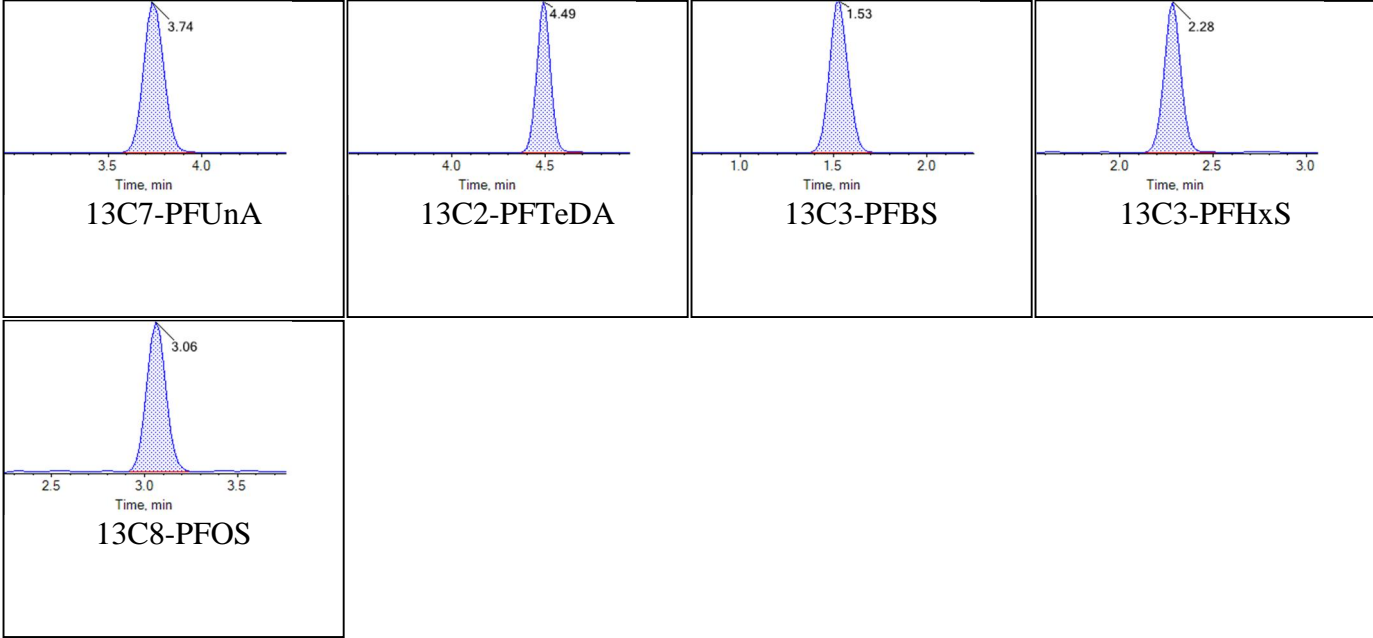 3.74
3.5 4.0
Time, min
13C7-PFUnA
4.49
4.0 4.5
Time, min
13C2-PFTeDA
1.53
1.0 1.5 2.0
Time, min
13C3-PFBS
2.28
2.0 2.5 3.0
Time, min
13C3-PFHxS
3.06
2.5 3.0 3.5
Time, min
13C8-PFOS